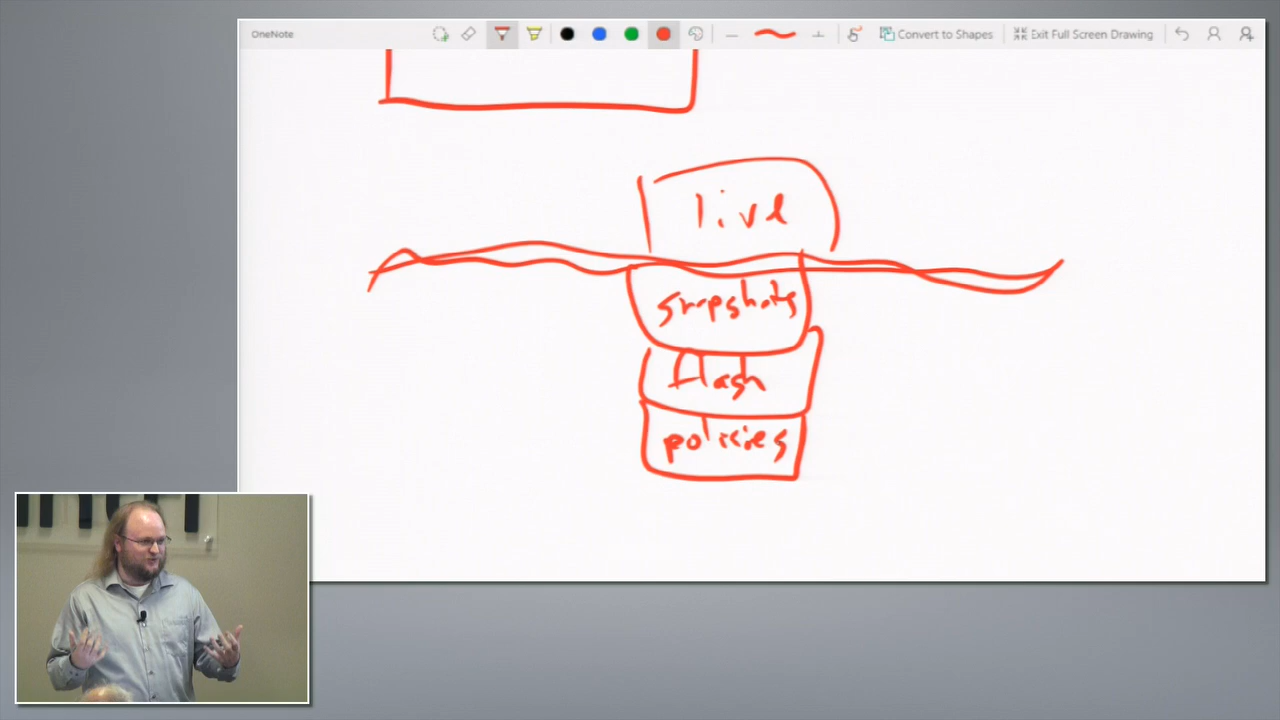 OneNote
Convert to Shapes
Exit Full Screen Drawing
live
snapshots
flash
policies